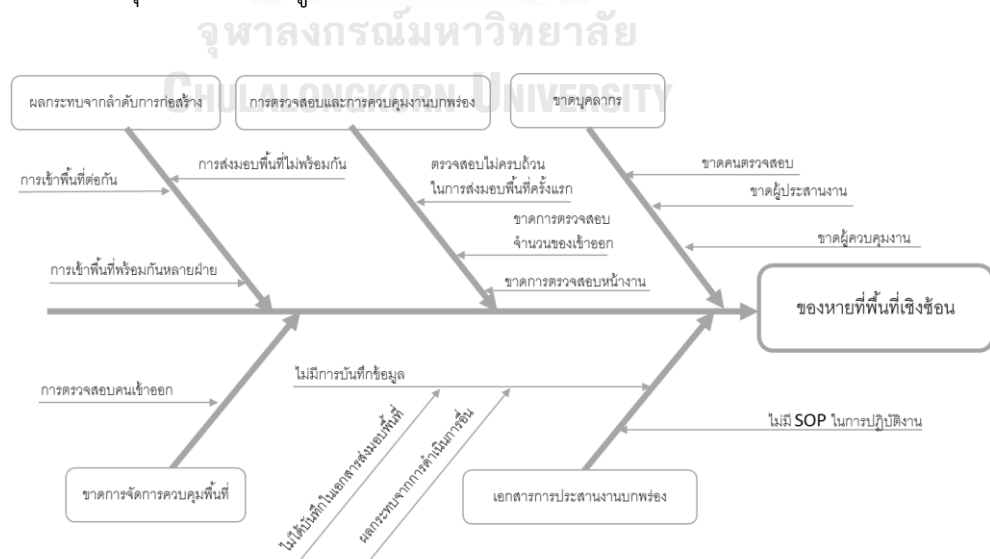 จุฬาลงกรณ์มหาวิทยาลัย
CHULALONGKORN UNIVERSITY
ผลกระทบจากลำดับการก่อสร้าง
การตรวจสอบและการควบคุมงานบกพร่อง
ขาดบุคลากร
การส่งมอบพื้นที่ไม่พร้อมกัน
การเข้าพื้นที่ต่อกัน
การเข้าพื้นที่พร้อมกันหลายฝ่าย
ตรวจสอบไม่ครบถ้วน
ในการส่งมอบพื้นที่ครั้งแรก
ขาดการตรวจสอบ
จำนวนของเข้าออก
ขาดการตรวจสอบหน้างาน
ขาดคนตรวจสอบ
ขาดผู้ประสานงาน
ขาดผู้ควบคุมงาน
ของหายที่พื้นที่เชิงซ้อน
การตรวจสอบคนเข้าออก
ไม่มีการบันทึกข้อมูล
ไม่ได้บันทึกในเอกสารส่งมอบพื้นที่
ผลกระทบจากการดำเนินการอื่น
ไม่มี SOP ในการปฏิบัติงาน
ขาดการจัดการควบคุมพื้นที่
เอกสารการประสานงานบกพร่อง